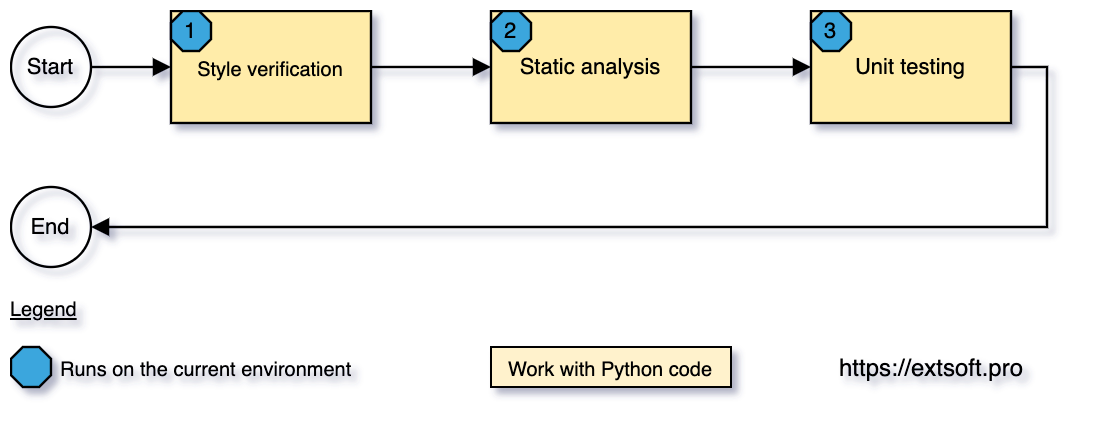 1
2
3
Start
Style verification
Static analysis
Unit testing
End
Legend
Runs on the current environment
Work with Python code
https://extsoft.pro